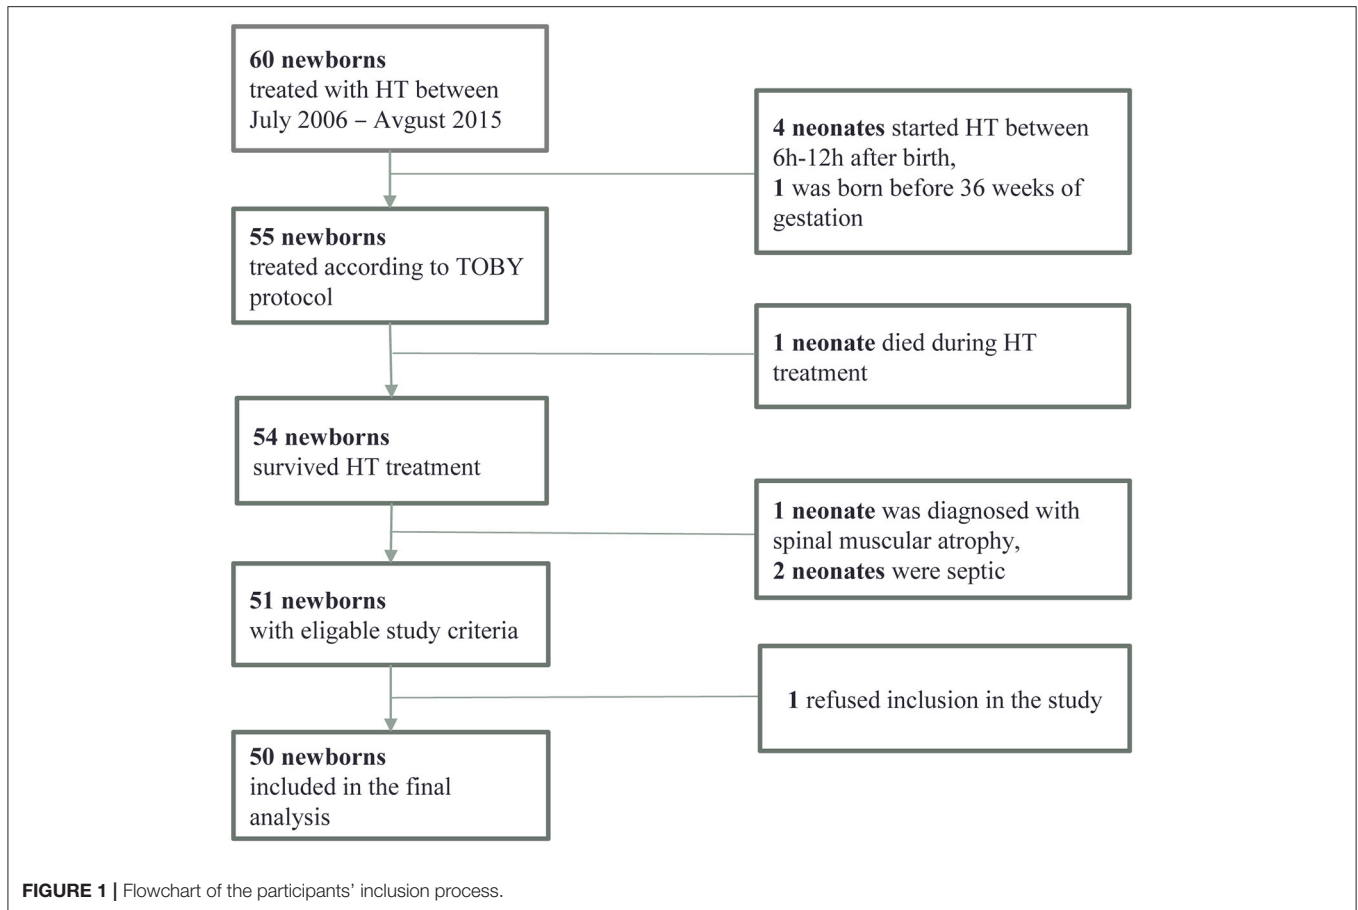 60 newborns
treated with HT between
July 2006 – Avgust 2015
4 neonates started HT between
6h-12h after birth,
1 was born before 36 weeks of
gestation
55 newborns
treated according to TOBY
protocol
1 neonate died during HT
treatment
54 newborns
survived HT treatment
1 neonate was diagnosed with
spinal muscular atrophy,
2 neonates were septic
51 newborns
with eligable study criteria
1 refused inclusion in the study
50 newborns
included in the final
analysis
FIGURE 1 | Flowchart of the participants’ inclusion process.